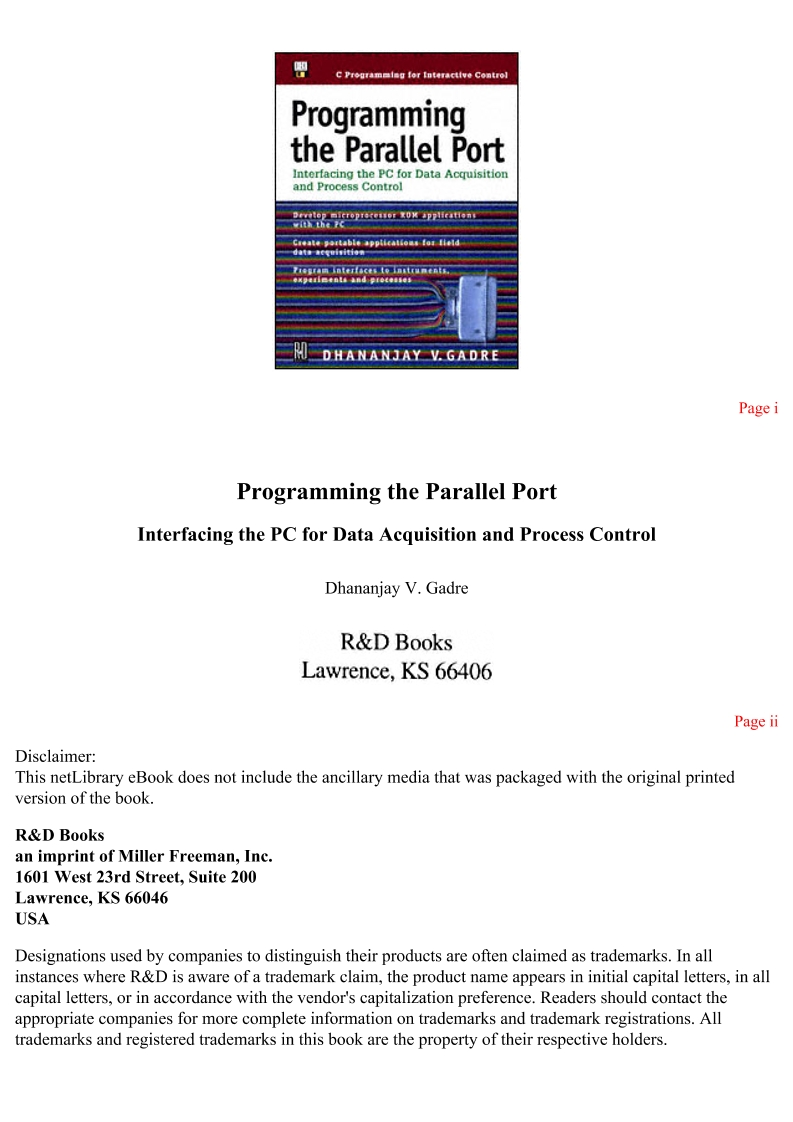 C Programming for Interactive Control
Programming
the Parallel Port
Interfacing the PC for Data Acquisition
and Process Control
Develop microprocessor ROM applications
with the PC
Create portable applications for field
data acquisition
Program interfaces to instruments,
experiments and processes
R&D
DHANANJAY V. GADRE
Page i
Programming the Parallel Port
Interfacing the PC for Data Acquisition and Process Control
Dhananjay V. Gadre
R&D Books
Lawrence, KS 66406
Page ii
Disclaimer:
This netLibrary eBook does not include the ancillary media that was packaged with the original printed
version of the book.
R&D Books
an imprint of Miller Freeman, Inc.
1601 West 23rd Street, Suite 200
Lawrence, KS 66046
USA
Designations used by companies to distinguish their products are often claimed as trademarks. In all
instances where R&D is aware of a trademark claim, the product name appears in initial capital letters, in all
capital letters, or in accordance with the vendor's capitalization preference. Readers should contact the
appropriate companies for more complete information on trademarks and trademark registrations. All
trademarks and registered trademarks in this book are the property of their respective holders.